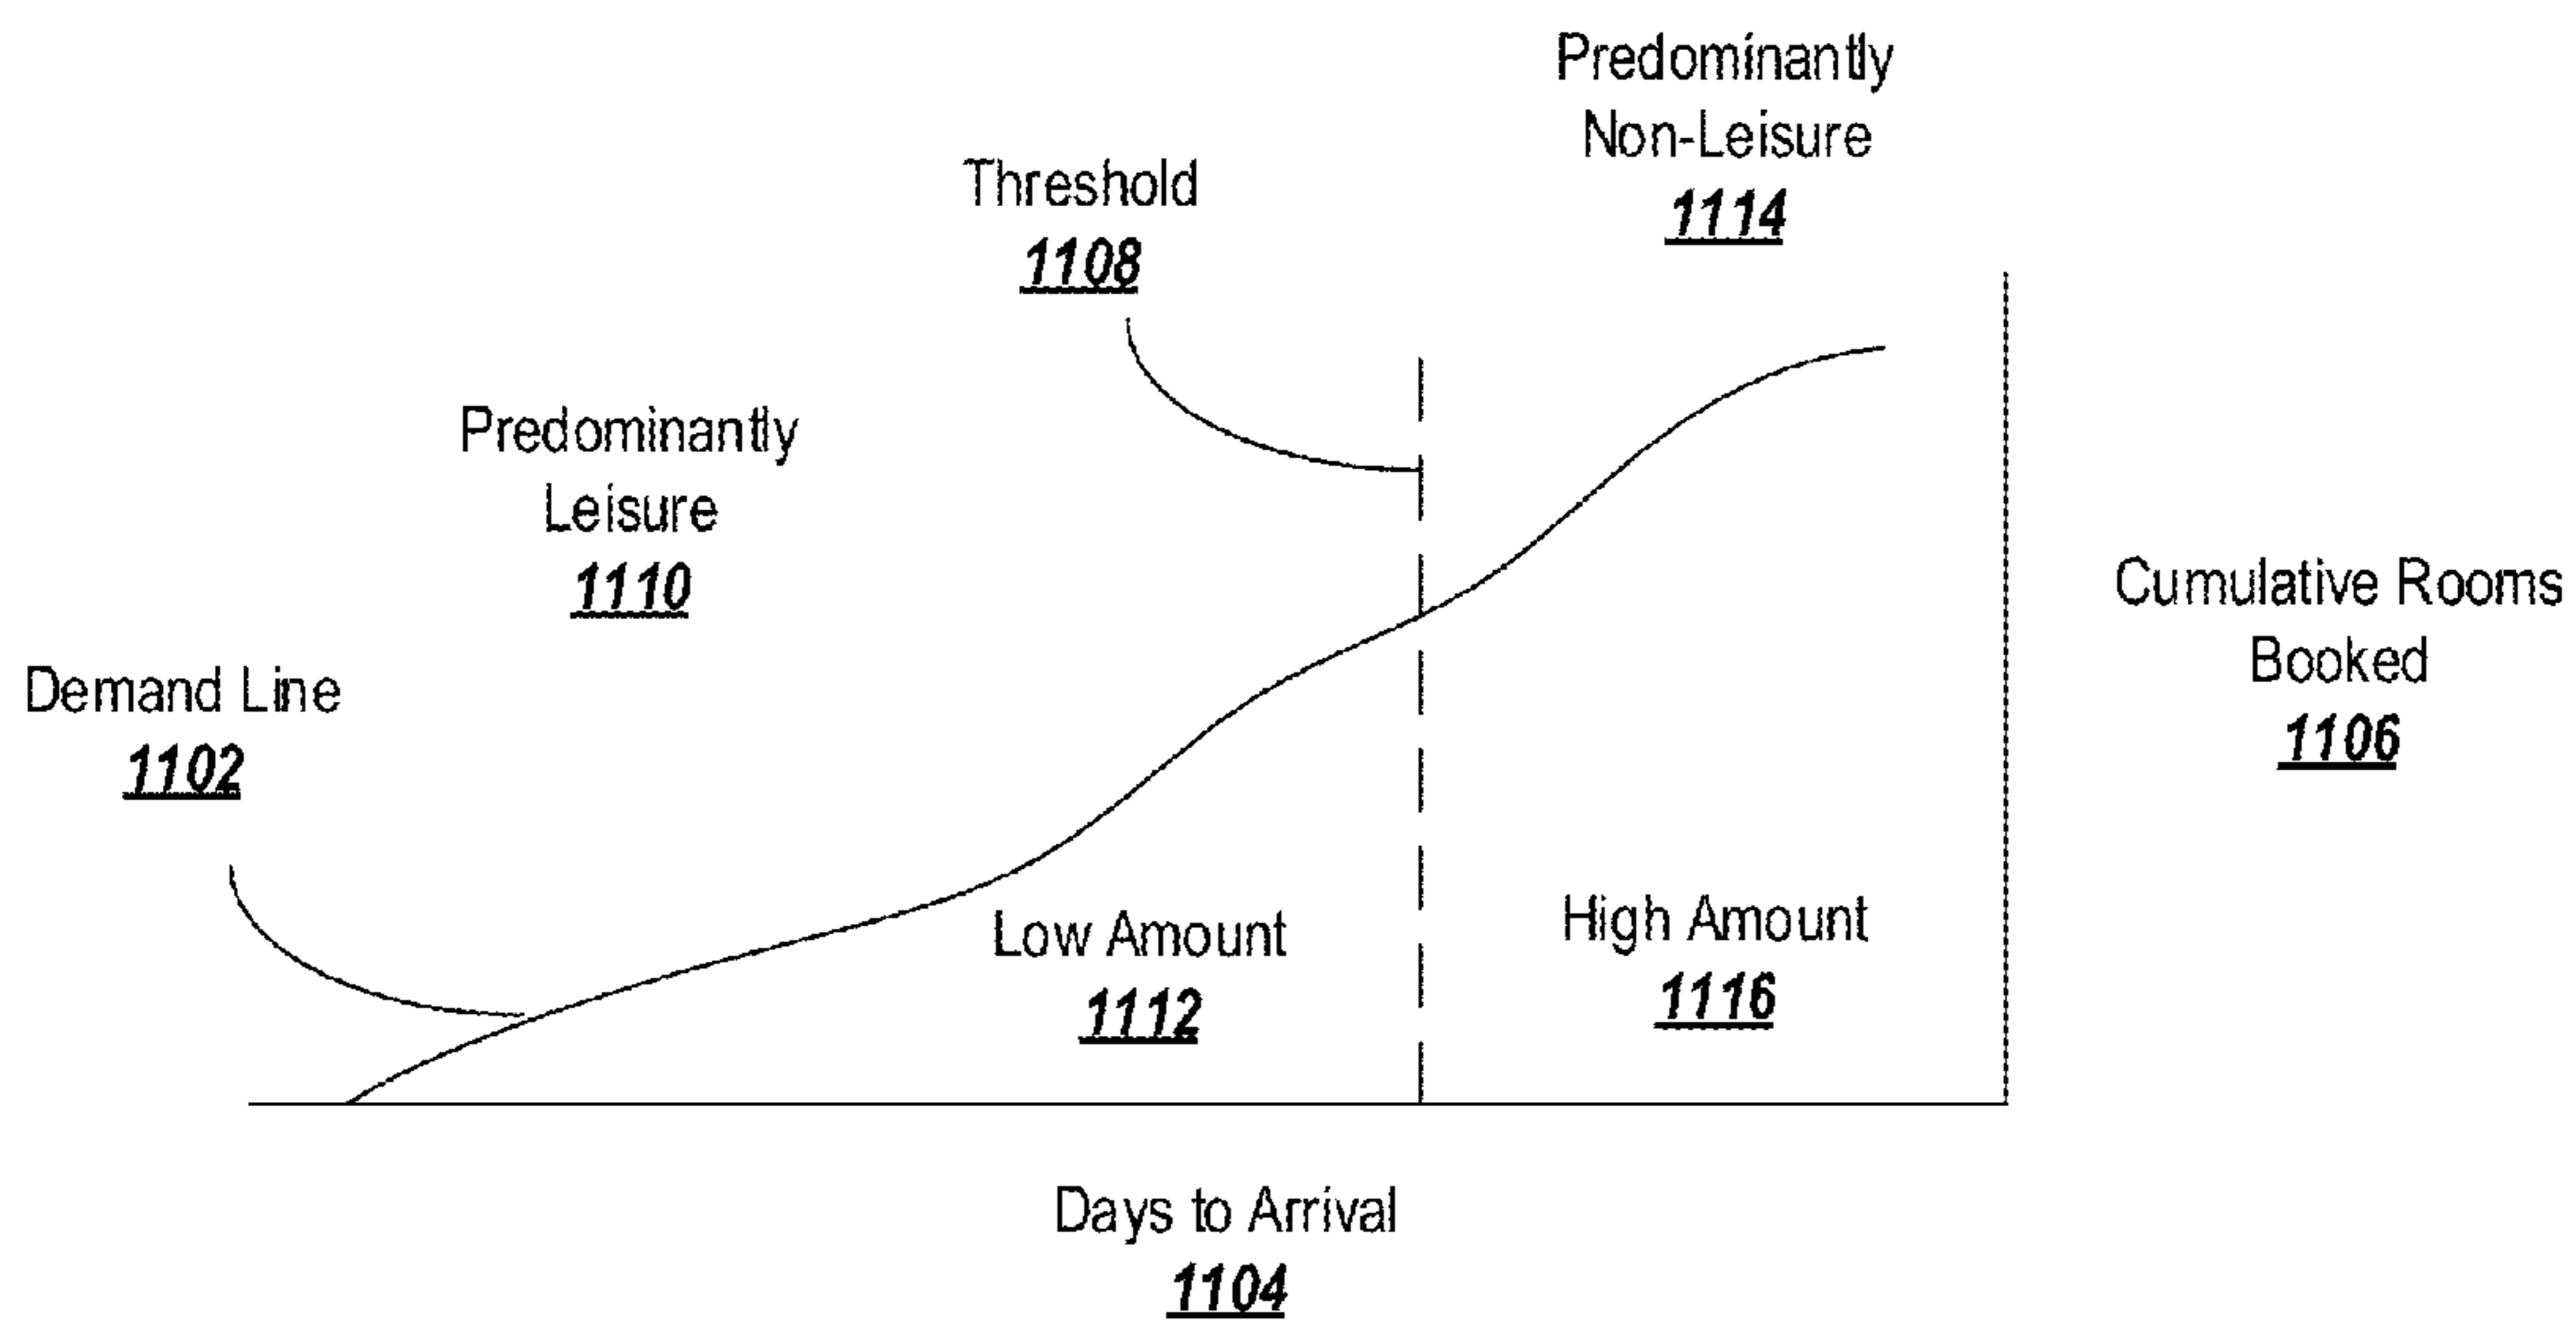 Predominantly
Non-Leisure
1114
Threshold
1108
Predominantly
Leisure
1110
Cumulative Rooms
Booked
1106
Demand Line
1102
Low Amount
1112
High Amount
1116
Days to Arrival
1104